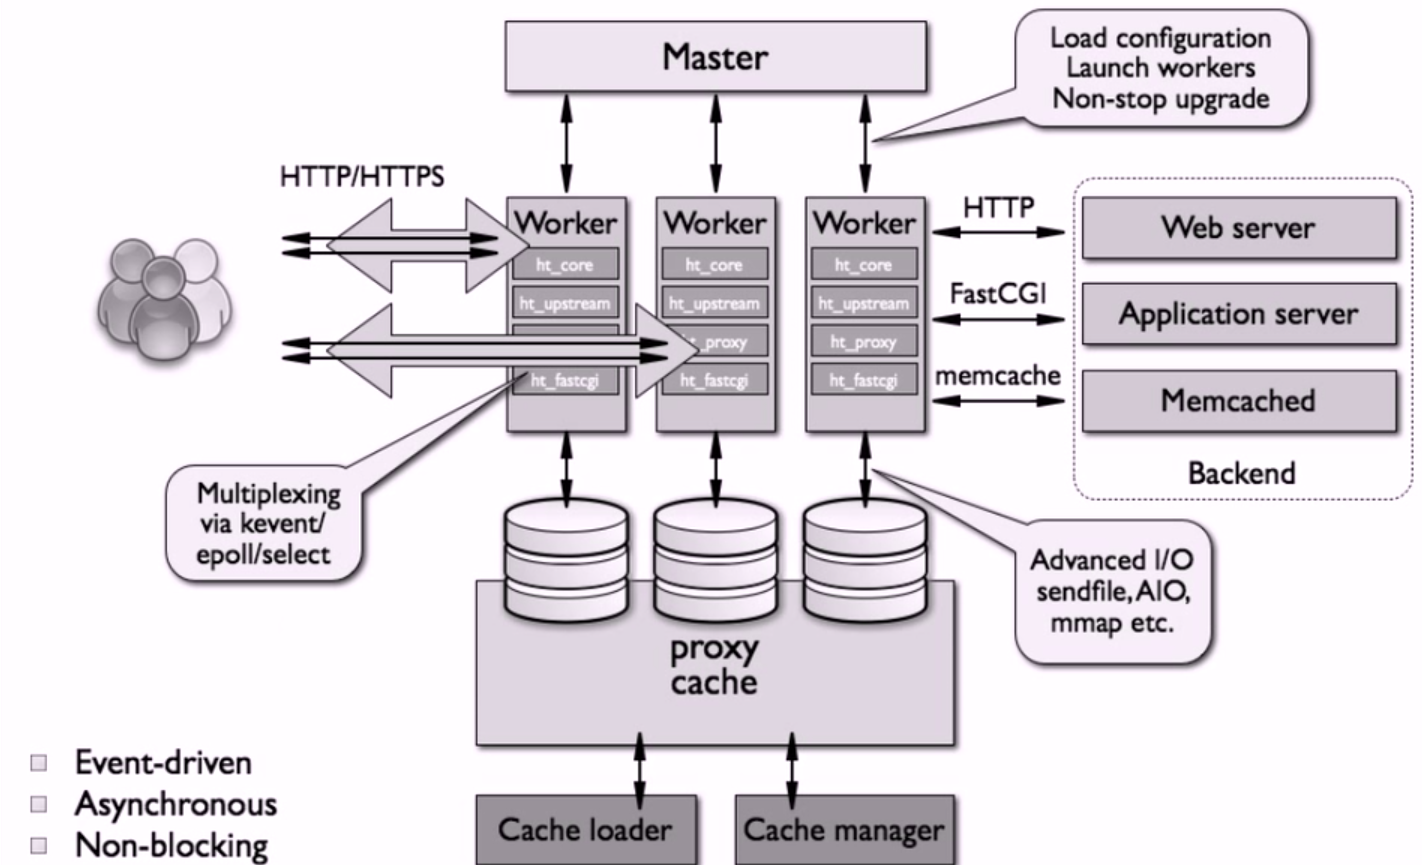 Master
Load configuration
Launch workers
Non-stop upgrade
HTTP/HTTPS
Worker
ht_core
ht_upstream
ht_fastcgi
Worker
ht_core
ht_upstream
t_proxy
ht_fastcgi
Worker
ht_core
ht_upstream
ht_proxy
ht_fastcgi
HTTP
FastCGI
memcache
Web server
Application server
Memcached
Backend
Multiplexing
via kevent/
epoll/select
Advanced I/O
sendfile, AIO,
mmap etc.
proxy
cache
Cache loader
Cache manager
Event-driven
Asynchronous
Non-blocking